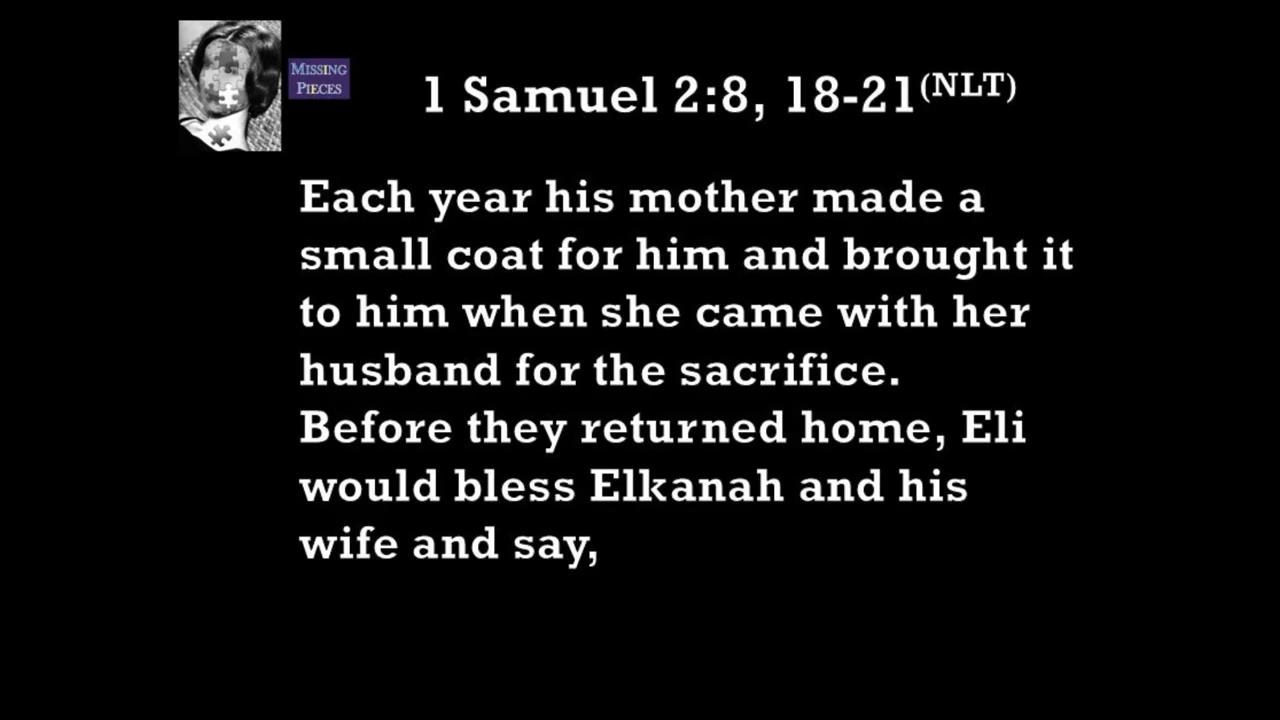 MISSING
PIECES
1 Samuel 2:8, 18-21(NLT)
Each year his mother made a
small coat for him and brought it
to him when she came with her
husband for the sacrifice.
Before they returned home, Eli
would bless Elkanah and his
wife and say,